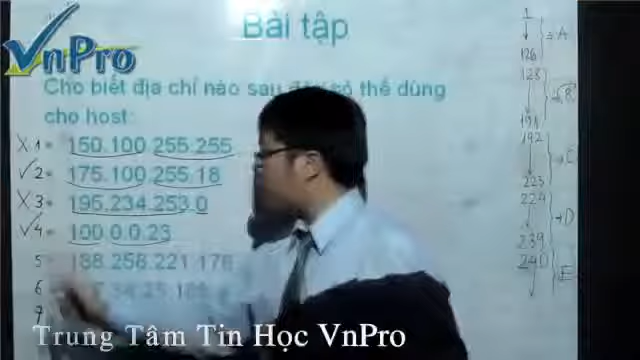 VnPro
Bài tập
Cho biết địa chỉ nào sau có thể dùng
cho host:
X 1= 150.100.255.255
✓ 2= 175.100.255.18
X 3= 195.234.253.0
✓ 4= 100.0.0.23
5= 188.258.221.176
6
7
Trung Tâm Tin Học VnPro
1
⇒ A
126
128
→ B
191
192
→ C
223
224
→ D
239
240
E